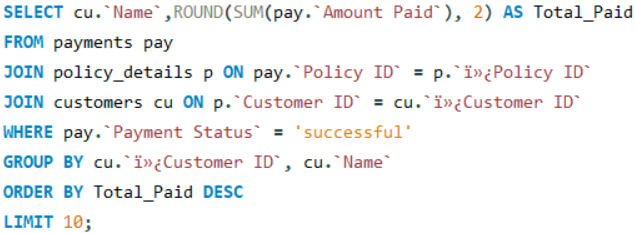 SELECT cu.`Name`,ROUND(SUM(pay.`Amount Paid`), 2) AS Total_Paid
FROM payments pay
JOIN policy_details p ON pay.`Policy ID` = p.`ï»¿Policy ID`
JOIN customers cu ON p.`Customer ID` = cu.`ï»¿Customer ID`
WHERE pay.`Payment Status` = 'successful'
GROUP BY cu.`ï»¿Customer ID`, cu.`Name`
ORDER BY Total_Paid DESC
LIMIT 10;